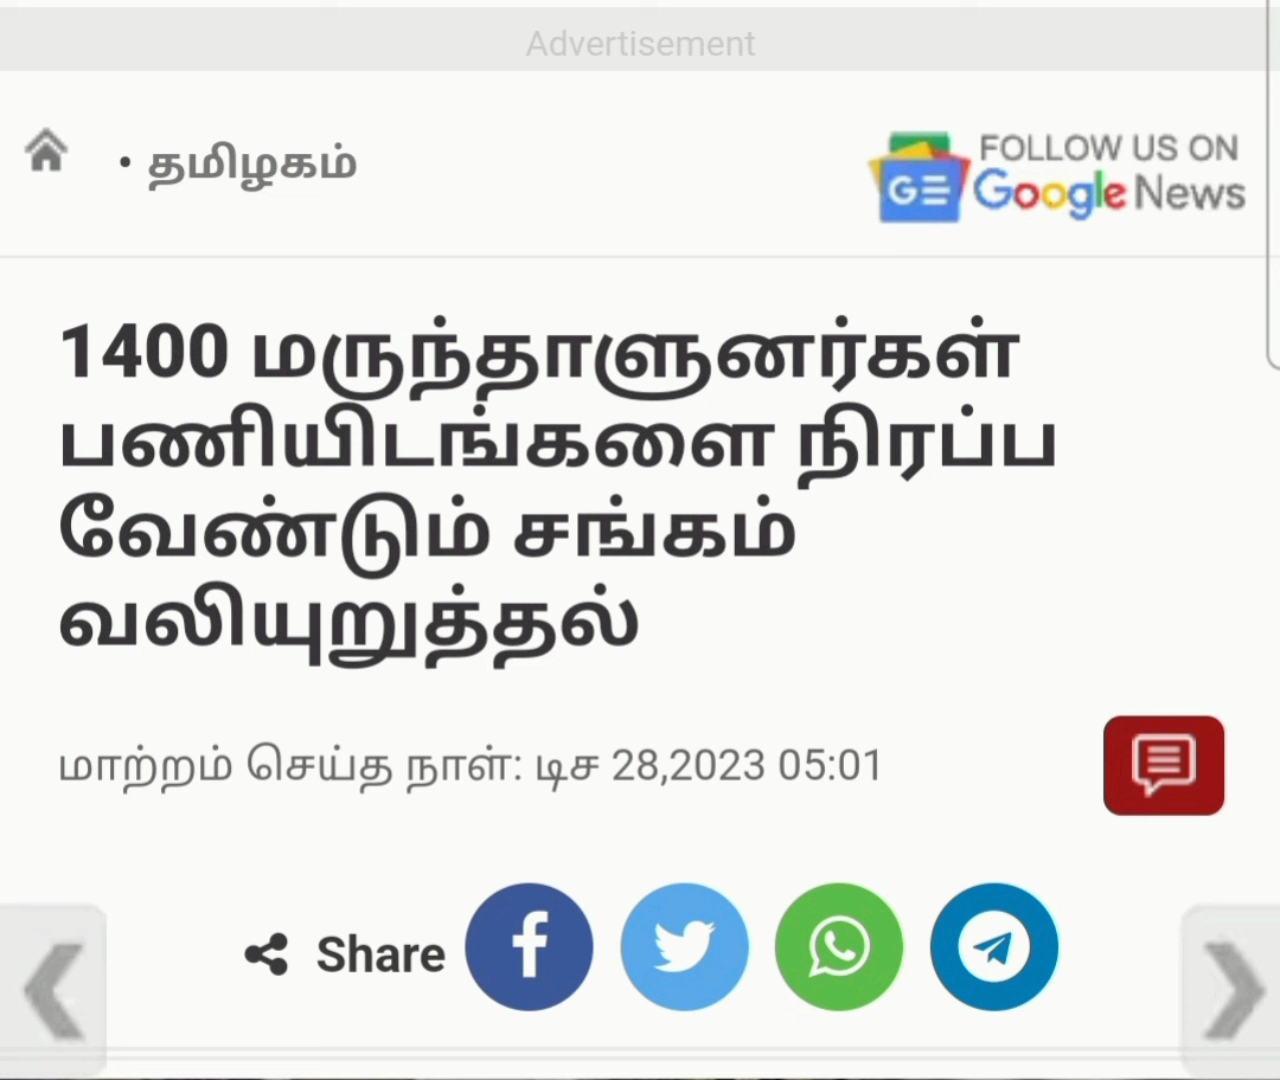 Advertisement
• தமிழகம்
FOLLOW US ON
GE Google News
1400 மருந்தாளுனர்கள்
பணியிடங்களை நிரப்ப
வேண்டும் சங்கம்
வலியுறுத்தல்
மாற்றம் செய்த நாள்: டிச 28,2023 05:01
Share